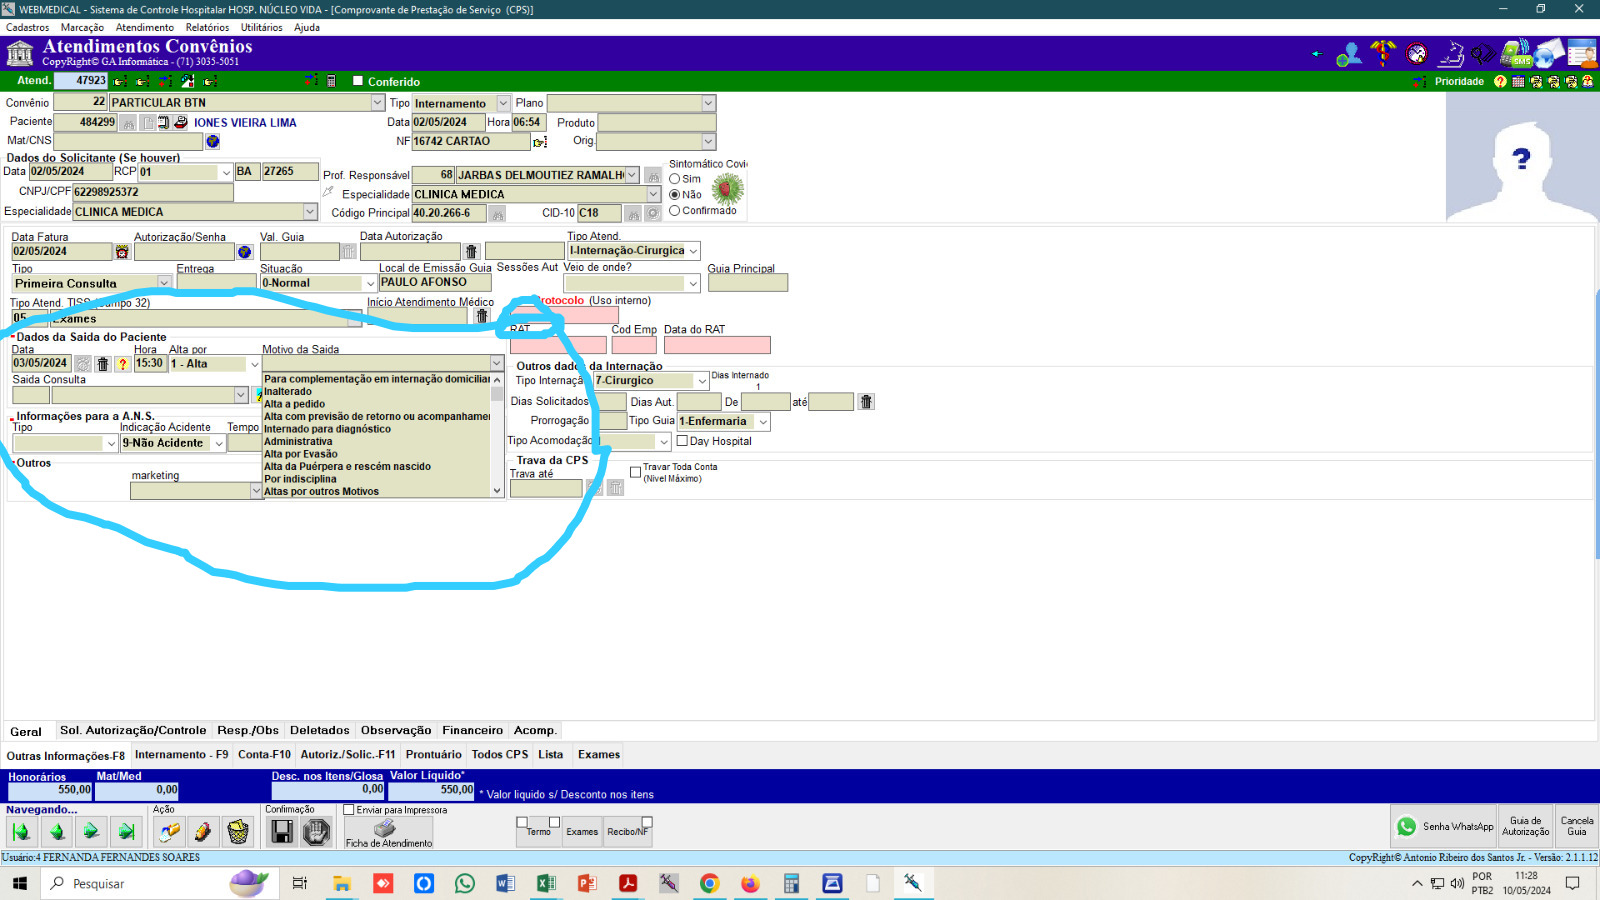 WEBMEDICAL - Sistema de Controle Hospitalar HOSP. NÚCLEO VIDA - [Comprovante de Prestação de Serviço (CPS)]
Cadastros Marcação Atendimento Relatórios Utilitários Ajuda
Atendimentos Convênios
CopyRight© GA Informática - (71) 3035-5051
Atend. 47923 Conferido Prioridade
Convênio 22 PARTICULAR BTN Tipo Internamento Plano
Paciente 484299 IONES VIEIRA LIMA Data 02/05/2024 Hora 06:54 Produto
Mat/CNS NF 16742 CARTAO Orig.
Dados do Solicitante (Se houver)
Data 02/05/2024 RCP 01 BA 27265
CNPJ/CPF 62298925372
Especialidade CLINICA MEDICA
Prof. Responsável 68 JARBAS DELMOUTIEZ RAMALH
Especialidade CLINICA MEDICA
Código Principal 40.20.266-6 CID-10 C18
Sintomático Covi
Sim
Não
Confirmado
?
Data Fatura Autorização/Senha Val. Guia Data Autorização Tipo Atend.
02/05/2024 I-Internação-Cirurgica
Tipo Entrega Situação Local de Emissão Guia Sessões Aut Veio de onde? Guia Principal
Primeira Consulta 0-Normal PAULO AFONSO
Tipo Atend. TISS (Campo 32) Início Atendimento Médico Protocolo (Uso interno)
05 Exames
RAT Cod Emp Data do RAT
Dados da Saida do Paciente
Data Hora Alta por Motivo da Saida
03/05/2024 ? 15:30 1 - Alta
Saida Consulta
Para complementação em internação domiciliar
Inalterado
Alta a pedido
Alta com previsão de retorno ou acompanhamer
Internado para diagnóstico
Administrativa
Alta por Evasão
Alta da Puérpera e rescém nascido
Por indisciplina
Altas por outros Motivos
Informações para a A.N.S.
Tipo Indicação Acidente Tempo
9-Não Acidente
Outros
marketing
Outros dados da Internação
Tipo Internação 7-Cirurgico Dias Internado
1
Dias Solicitados Dias Aut. De até
Prorrogação Tipo Guia 1-Enfermaria
Tipo Acomodação Day Hospital
Trava da CPS
Trava até
Travar Toda Conta
(Nivel Máximo)
Geral Sol. Autorização/Controle Resp./Obs Deletados Observação Financeiro Acomp.
Outras Informações-F8 Internamento - F9 Conta-F10 Autoriz./Solic.-F11 Prontuário Todos CPS Lista Exames
Honorários Mat/Med Desc. nos Itens/Glosa Valor Líquido*
550,00 0,00 0,00 550,00 * Valor liquido s/ Desconto nos itens
Navegando... Ação Confimação Enviar para Impressora
Ficha de Atendimento
Termo Exames Recibo/NF
Senha WhatsApp
Guia de Autorização
Cancela Guia
Usuário:4 FERNANDA FERNANDES SOARES CopyRight© Antonio Ribeiro dos Santos Jr. - Versão: 2.1.1.12
Pesquisar
POR
PTB2
11:28
10/05/2024